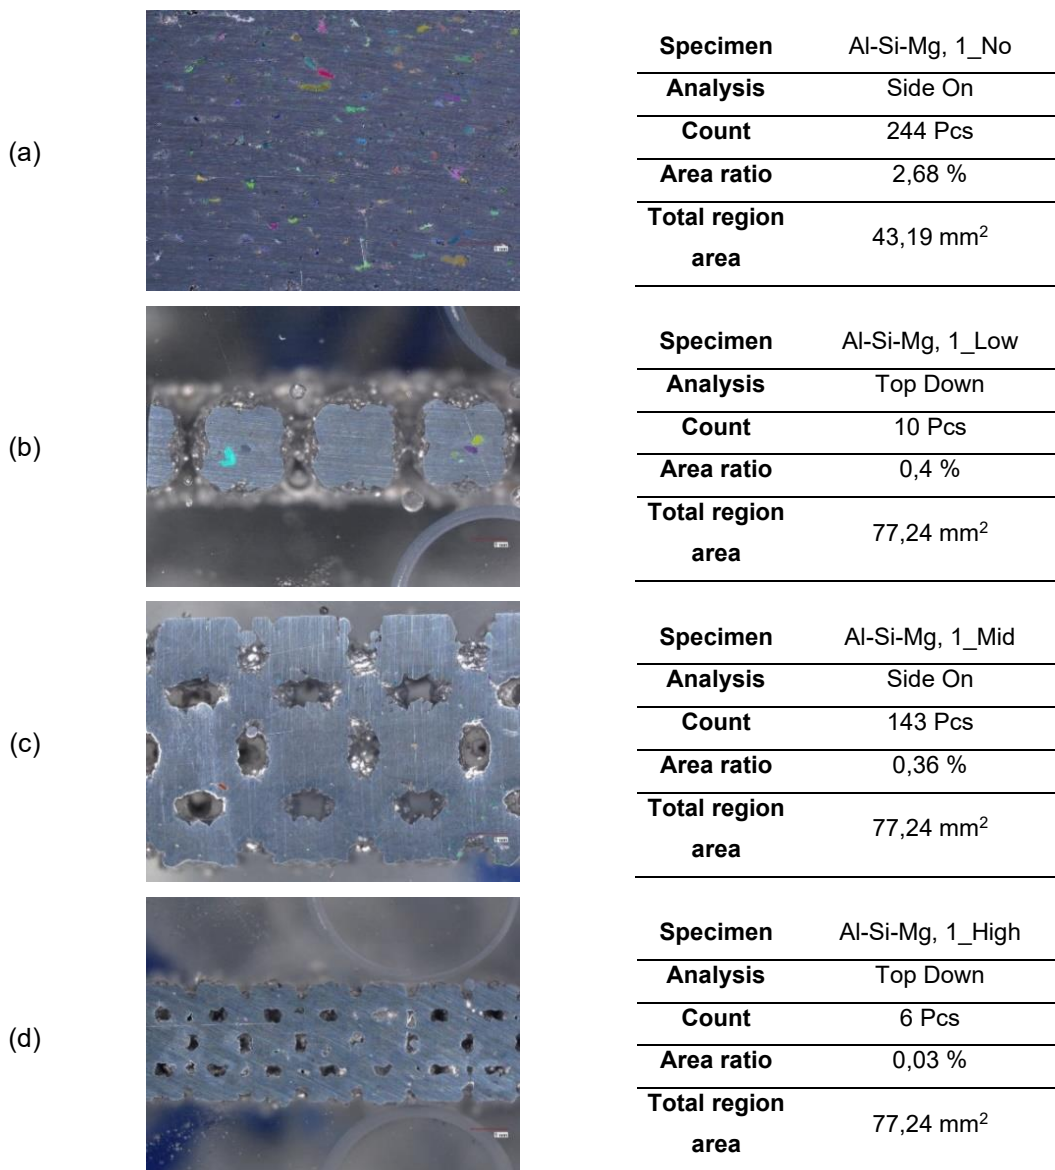 (a)
Specimen Al-Si-Mg, 1_No
Analysis Side On
Count 244 Pcs
Area ratio 2,68 %
Total region area 43,19 mm²
(b)
Specimen Al-Si-Mg, 1_Low
Analysis Top Down
Count 10 Pcs
Area ratio 0,4 %
Total region area 77,24 mm²
(c)
Specimen Al-Si-Mg, 1_Mid
Analysis Side On
Count 143 Pcs
Area ratio 0,36 %
Total region area 77,24 mm²
(d)
Specimen Al-Si-Mg, 1_High
Analysis Top Down
Count 6 Pcs
Area ratio 0,03 %
Total region area 77,24 mm²